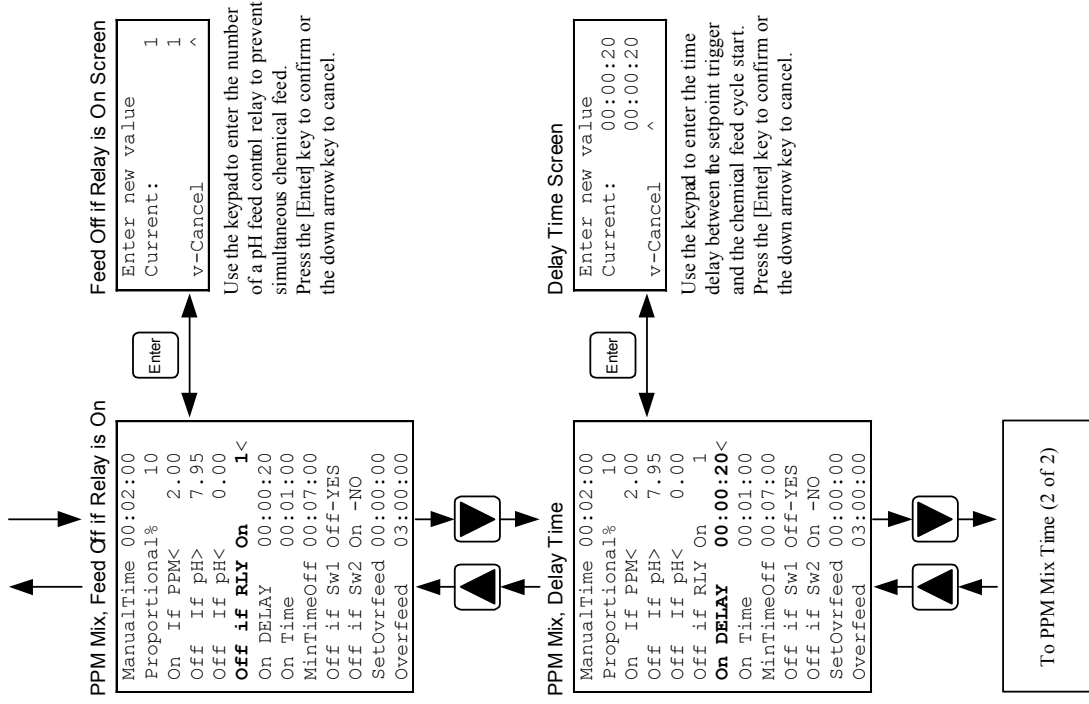 PPM Mix, Feed Off if Relay is On
ManualTime 00:02:00
Proportional% 10
On If PPM< 2.00
Off If pH> 7.95
Off If pH< 0.00
Off if RLY On 1<
On DELAY 00:00:20
On Time 00:01:00
MinTimeOff 00:07:00
Off if Sw1 Off-YES
Off if Sw2 On -NO
SetOvrfeed 00:00:00
Overfeed 03:00:00
Enter
Feed Off if Relay is On Screen
Enter new value
Current: 1
1
v-Cancel ^
Use the keypad to enter the number
of a pH feed control relay to prevent
simultaneous chemical feed.
Press the [Enter] key to confirm or
the down arrow key to cancel.
PPM Mix, Delay Time
ManualTime 00:02:00
Proportional% 10
On If PPM< 2.00
Off If pH> 7.95
Off If pH< 0.00
Off if RLY On 1
On DELAY 00:00:20<
On Time 00:01:00
MinTimeOff 00:07:00
Off if Sw1 Off-YES
Off if Sw2 On -NO
SetOvrfeed 00:00:00
Overfeed 03:00:00
Enter
Delay Time Screen
Enter new value
Current: 00:00:20
00:00:20
v-Cancel ^
Use the keypad to enter the time
delay between the setpoint trigger
and the chemical feed cycle start.
Press the [Enter] key to confirm or
the down arrow key to cancel.
To PPM Mix Time (2 of 2)